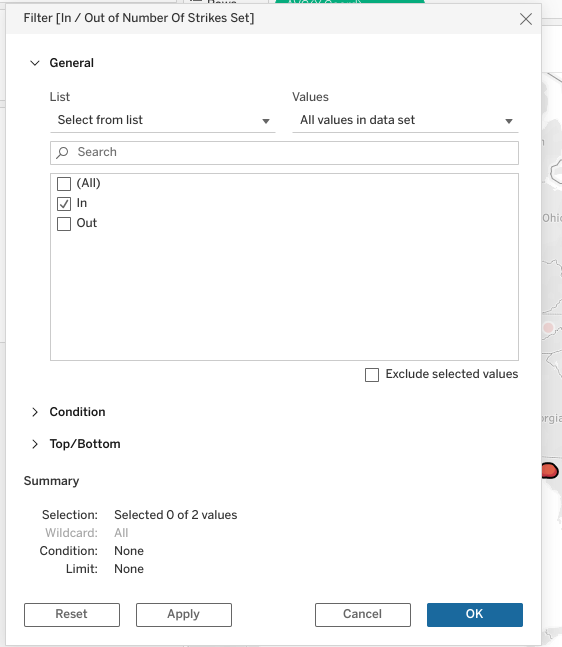 Filter [In / Out of Number Of Strikes Set]
General
List Values
Select from list All values in data set
Search
(All)
In
Out
Exclude selected values
Condition
Top/Bottom
Summary
Selection: Selected 0 of 2 values
Wildcard: All
Condition: None
Limit: None
Reset Apply Cancel OK